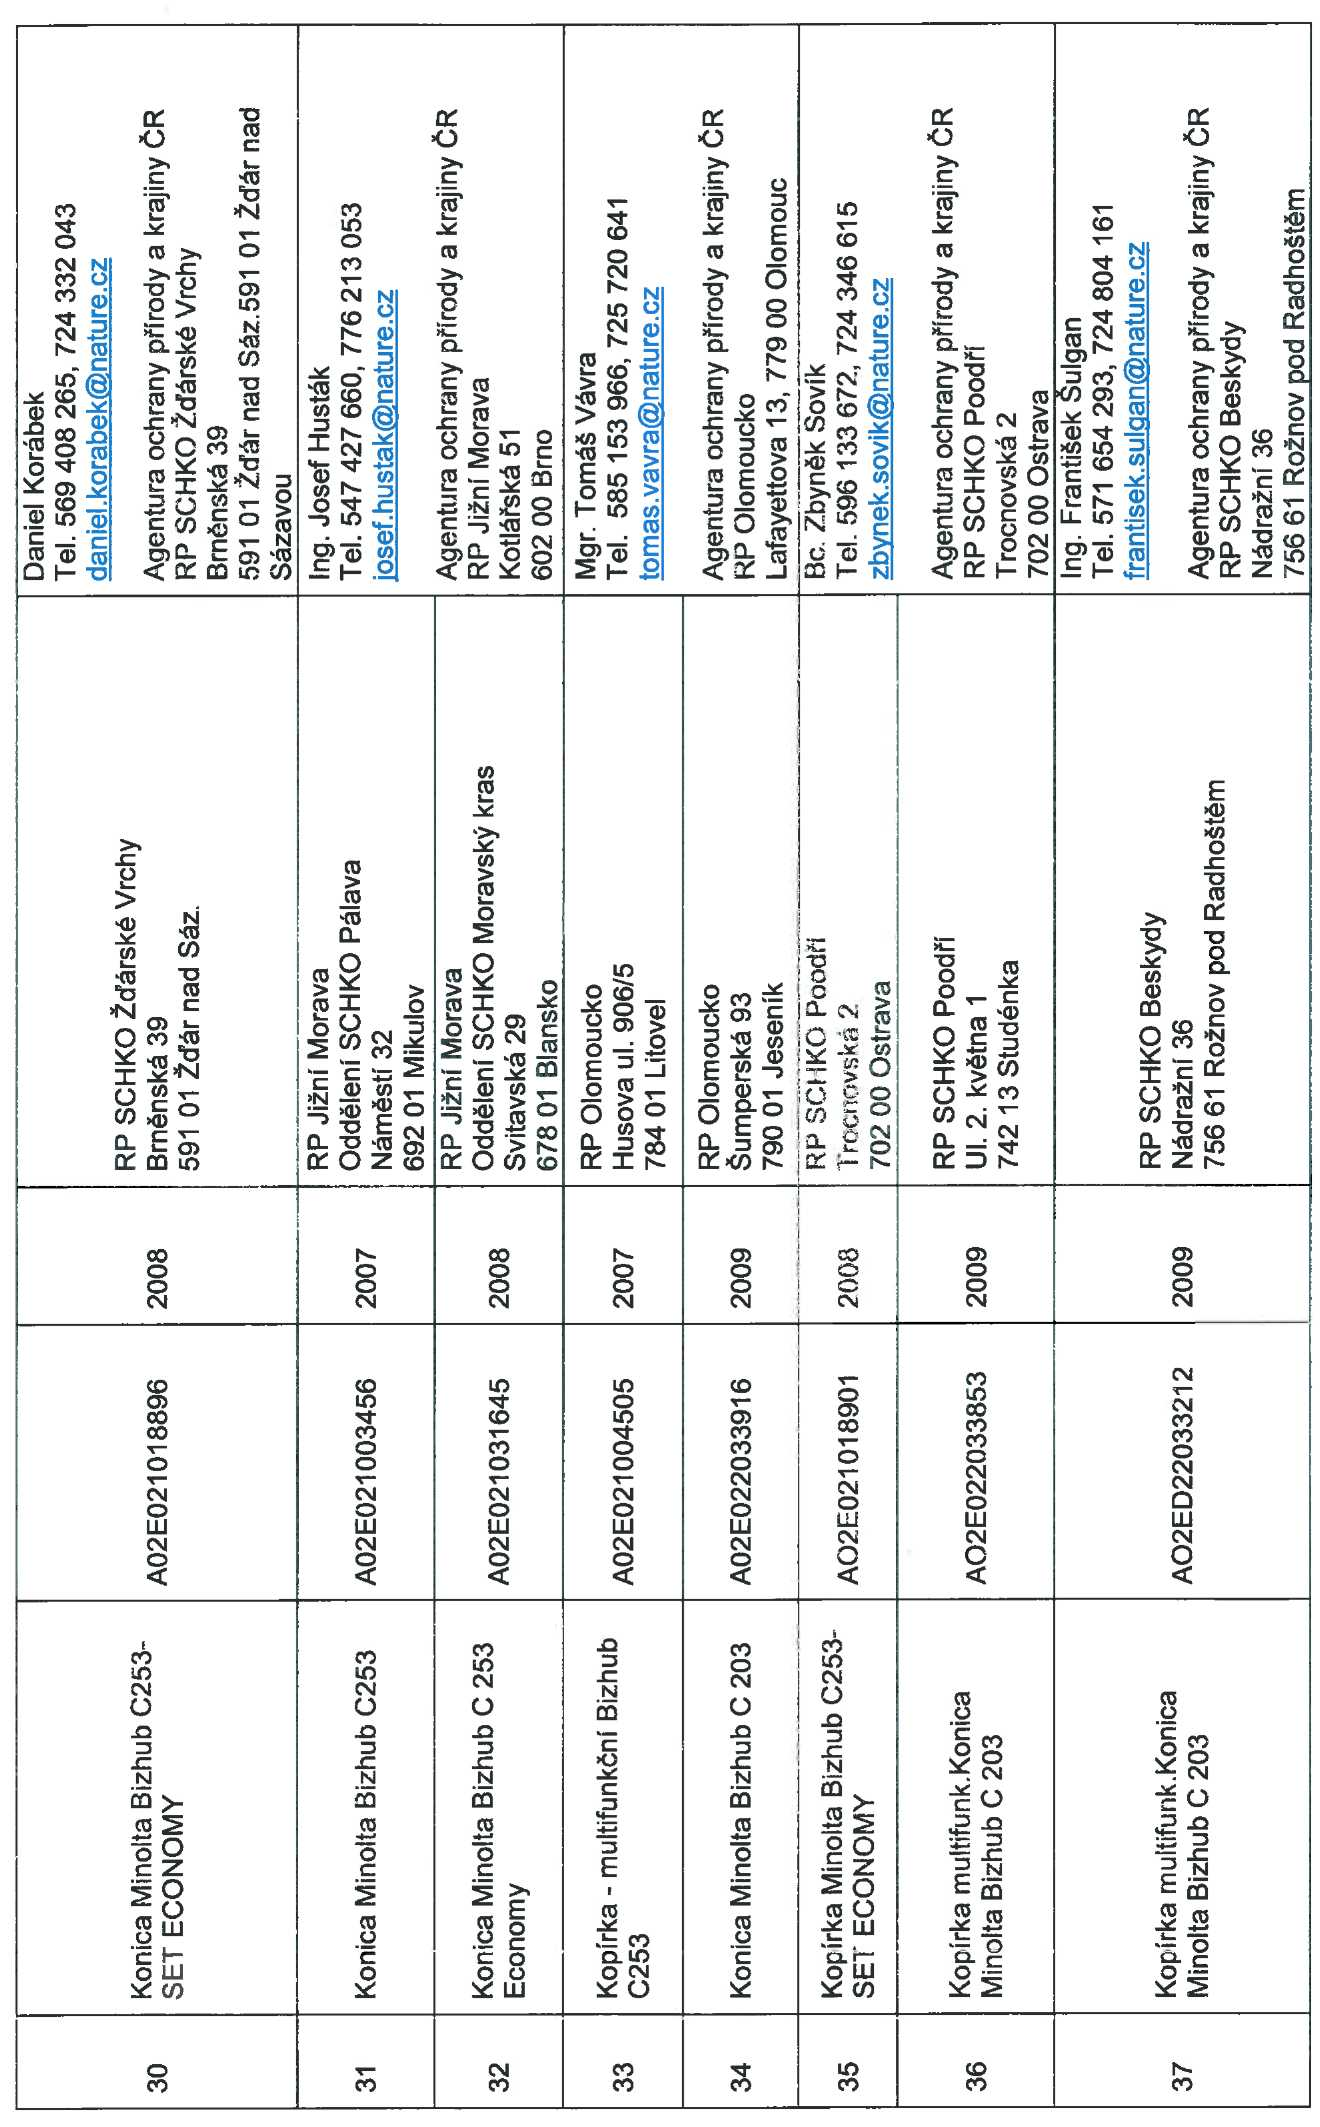 30
Konica Minolta Bizhub C253-
SET ECONOMY
A02E021018896
2008
RP SCHKO Žďárské Vrchy
Brněnská 39
591 01 Žďár nad Sáz.
Daniel Korábek
Tel. 569 408 265, 724 332 043
daniel.korabek@nature.cz
Agentura ochrany přírody a krajiny ČR
RP SCHKO Žďárské Vrchy
Brněnská 39
591 01 Žďár nad Sáz.591 01 Žďár nad
Sázavou
31
Konica Minolta Bizhub C253
A02E021003456
2007
RP Jižní Morava
Oddělení SCHKO Pálava
Náměstí 32
692 01 Mikulov
Ing. Josef Husták
Tel. 547 427 660, 776 213 053
josef.hustak@nature.cz
Agentura ochrany přírody a krajiny ČR
RP Jižní Morava
Kotlářská 51
602 00 Brno
32
Konica Minolta Bizhub C 253
Economy
A02E021031645
2008
RP Jižní Morava
Oddělení SCHKO Moravský kras
Svitavská 29
678 01 Blansko
33
Kopírka - multifunkční Bizhub
C253
A02E021004505
2007
RP Olomoucko
Husova ul. 906/5
784 01 Litovel
Mgr. Tomáš Vávra
Tel. 585 153 966, 725 720 641
tomas.vavra@nature.cz
Agentura ochrany přírody a krajiny ČR
RP Olomoucko
Lafayettova 13, 779 00 Olomouc
34
Konica Minolta Bizhub C 203
A02E022033916
2009
RP Olomoucko
Šumperská 93
790 01 Jeseník
35
Kopírka Minolta Bizhub C253-
SET ECONOMY
AO2E021018901
2008
RP SCHKO Poodří
Trocnovská 2
702 00 Ostrava
Bc. Zbyněk Sovík
Tel. 596 133 672, 724 346 615
zbynek.sovik@nature.cz
Agentura ochrany přírody a krajiny ČR
RP SCHKO Poodří
Trocnovská 2
702 00 Ostrava
36
Kopírka multifunk.Konica
Minolta Bizhub C 203
AO2E022033853
2009
RP SCHKO Poodří
Ul. 2. května 1
742 13 Studénka
37
Kopírka multifunk.Konica
Minolta Bizhub C 203
AO2ED22033212
2009
RP SCHKO Beskydy
Nádražní 36
756 61 Rožnov pod Radhoštěm
Ing. František Šulgan
Tel. 571 654 293, 724 804 161
frantisek.sulgan@nature.cz
Agentura ochrany přírody a krajiny ČR
RP SCHKO Beskydy
Nádražní 36
756 61 Rožnov pod Radhoštěm